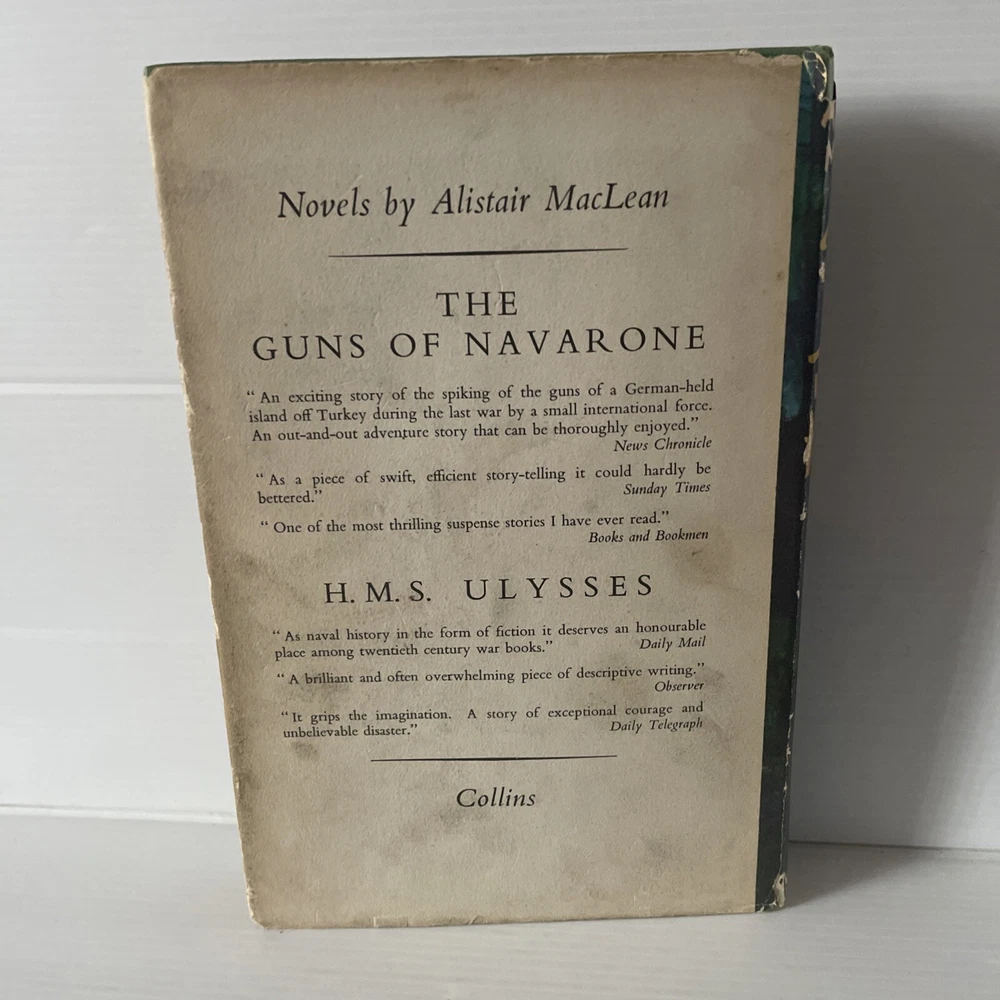 Novels by Alistair MacLean
THE
GUNS OF NAVARONE
“ An exciting story of the spiking of the guns of a German-held
island off Turkey during the last war by a small international force.
An out-and-out adventure story that can be thoroughly enjoyed.”
News Chronicle
“ As a piece of swift, efficient story-telling it could hardly be
bettered.” Sunday Times
“ One of the most thrilling suspense stories I have ever read.”
Books and Bookmen
H.M.S. ULYSSES
“ As naval history in the form of fiction it deserves an honourable
place among twentieth century war books.” Daily Mail
“ A brilliant and often overwhelming piece of descriptive writing.”
Observer
“ It grips the imagination. A story of exceptional courage and
unbelievable disaster.” Daily Telegraph
Collins